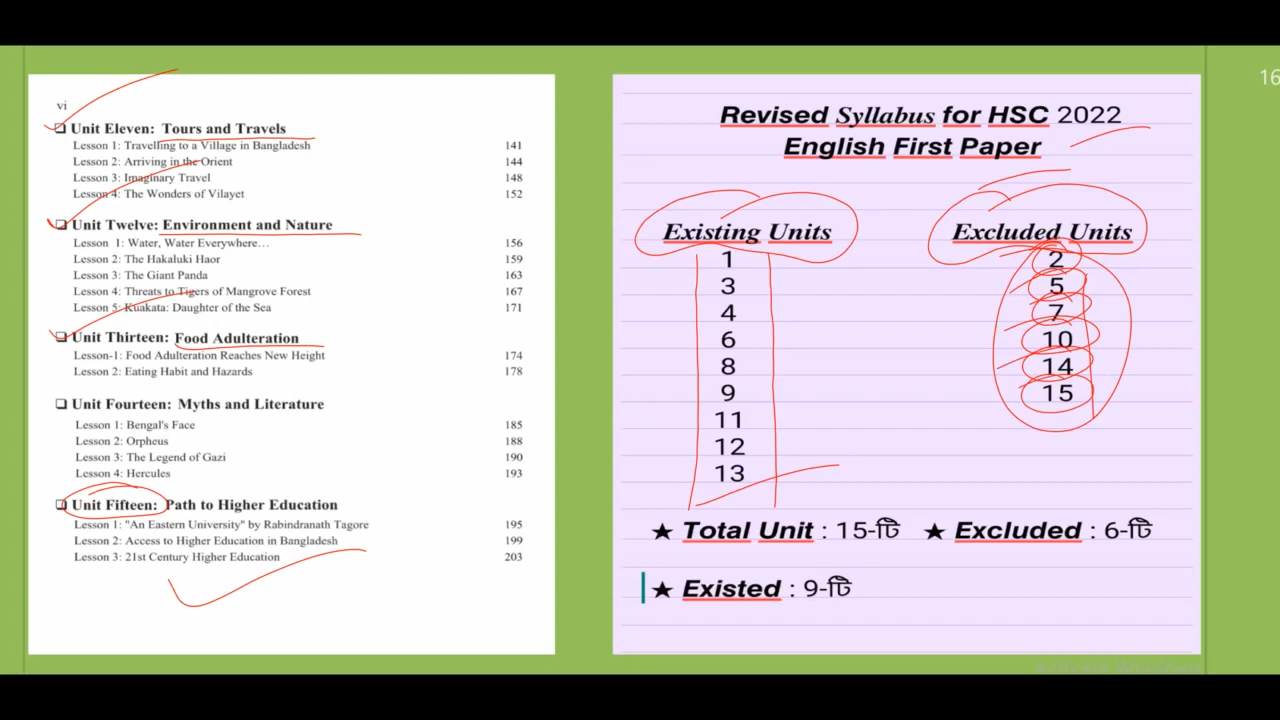 vi
❑ Unit Eleven: Tours and Travels
Lesson 1: Travelling to a Village in Bangladesh 141
Lesson 2: Arriving in the Orient 144
Lesson 3: Imaginary Travel 148
Lesson 4: The Wonders of Vilayet 152
❑ Unit Twelve: Environment and Nature
Lesson 1: Water, Water Everywhere… 156
Lesson 2: The Hakaluki Haor 159
Lesson 3: The Giant Panda 163
Lesson 4: Threats to Tigers of Mangrove Forest 167
Lesson 5: Kuakata: Daughter of the Sea 171
❑ Unit Thirteen: Food Adulteration
Lesson-1: Food Adulteration Reaches New Height 174
Lesson 2: Eating Habit and Hazards 178
❑ Unit Fourteen: Myths and Literature
Lesson 1: Bengal's Face 185
Lesson 2: Orpheus 188
Lesson 3: The Legend of Gazi 190
Lesson 4: Hercules 193
❑ Unit Fifteen: Path to Higher Education
Lesson 1: "An Eastern University" by Rabindranath Tagore 195
Lesson 2: Access to Higher Education in Bangladesh 199
Lesson 3: 21st Century Higher Education 203
Revised Syllabus for HSC 2022
English First Paper
Existing Units
1
3
4
6
8
9
11
12
13
Excluded Units
2
5
7
10
14
15
★ Total Unit : 15-টি ★ Excluded : 6-টি
★ Existed : 9-টি
16
Activate Windows